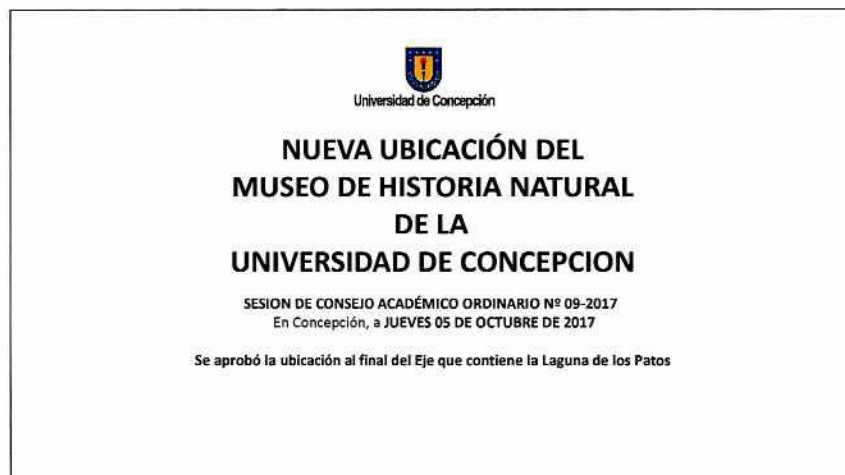 Universidad de Concepción
NUEVA UBICACIÓN DEL
MUSEO DE HISTORIA NATURAL
DE LA
UNIVERSIDAD DE CONCEPCION
SESION DE CONSEJO ACADÉMICO ORDINARIO Nº 09-2017
En Concepción, a JUEVES 05 DE OCTUBRE DE 2017
Se aprobó la ubicación al final del Eje que contiene la Laguna de los Patos